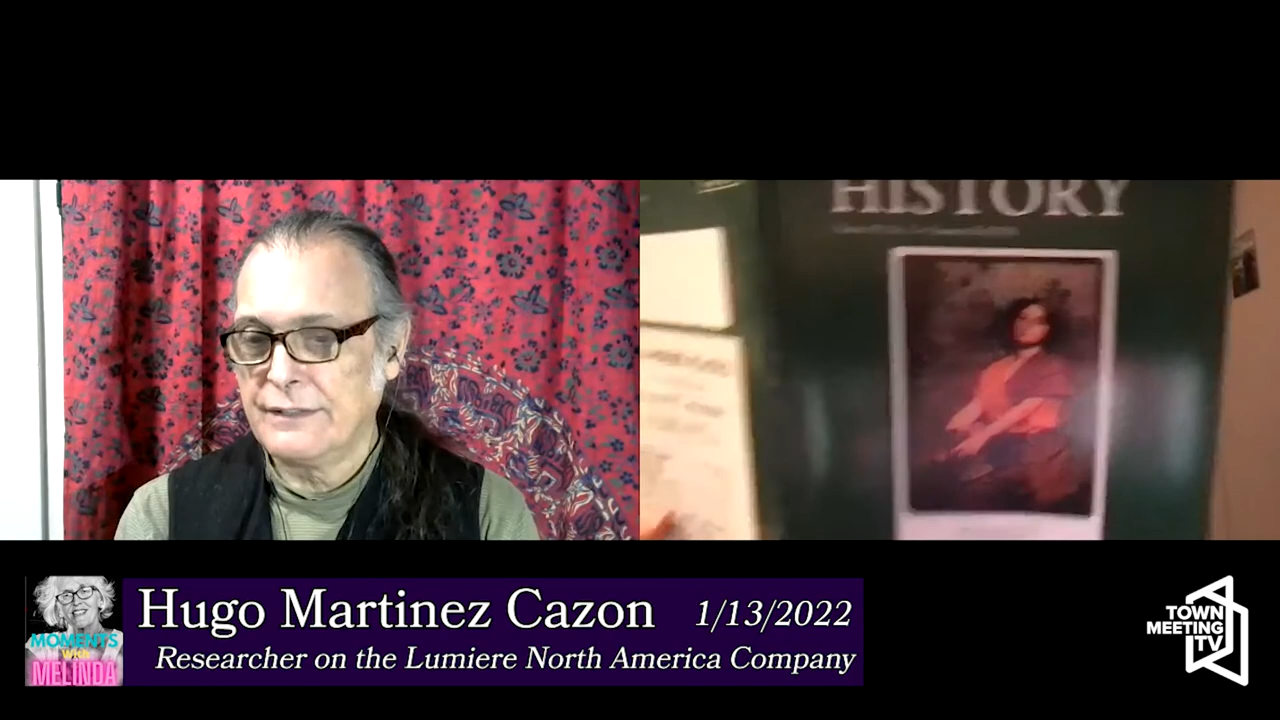 HISTORY
Hugo Martinez Cazon 1/13/2022
Researcher on the Lumiere North America Company
MOMENTS
with
MELINDA
TOWN
MEETING
TV